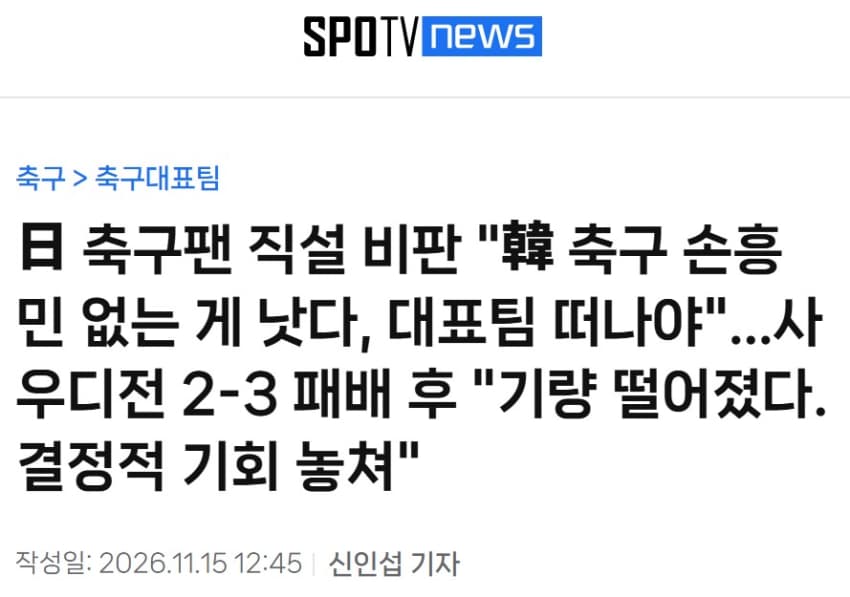 SPOTV news
축구 > 축구대표팀
日 축구팬 직설 비판 "韓 축구 손흥
민 없는 게 낫다, 대표팀 떠나야"...사
우디전 2-3 패배 후 "기량 떨어졌다.
결정적 기회 놓쳐"
작성일: 2026.11.15 12:45 | 신인섭 기자